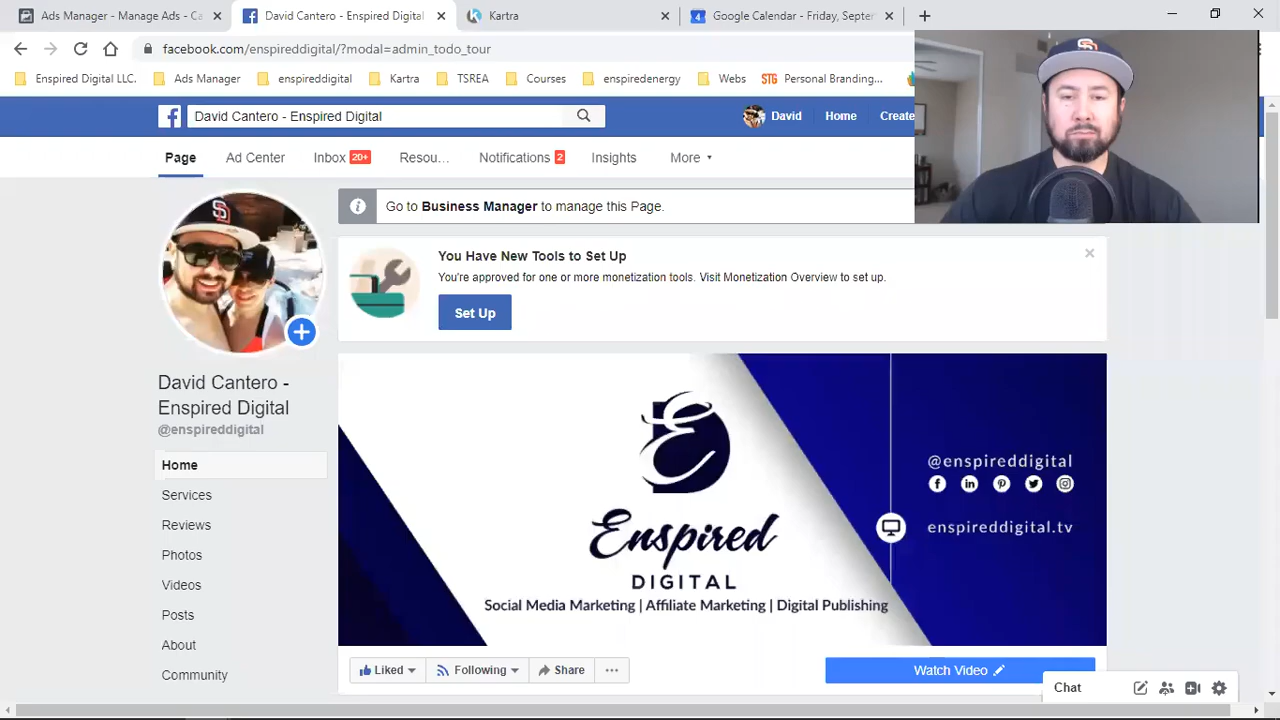 Ads Manager - Manage Ads - C
David Cantero - Enspired Digital
Kartra
Google Calendar - Friday, Septe
facebook.com/enspireddigital/?modal=admin_todo_tour
Enspired Digital LLC.
Ads Manager
enspireddigital
Kartra
TSREA
Courses
enspiredenergy
Webs
STG Personal Branding...
David Cantero - Enspired Digital
David
Home
Create
Page
Ad Center
Inbox 20+
Resou...
Notifications 2
Insights
More
Go to Business Manager to manage this Page.
You Have New Tools to Set Up
You're approved for one or more monetization tools. Visit Monetization Overview to set up.
Set Up
David Cantero -
Enspired Digital
@enspireddigital
Home
Services
Reviews
Photos
Videos
Posts
About
Community
@enspireddigital
enspireddigital.tv
Enspired
DIGITAL
Social Media Marketing | Affiliate Marketing | Digital Publishing
Liked
Following
Share
Watch Video
Chat